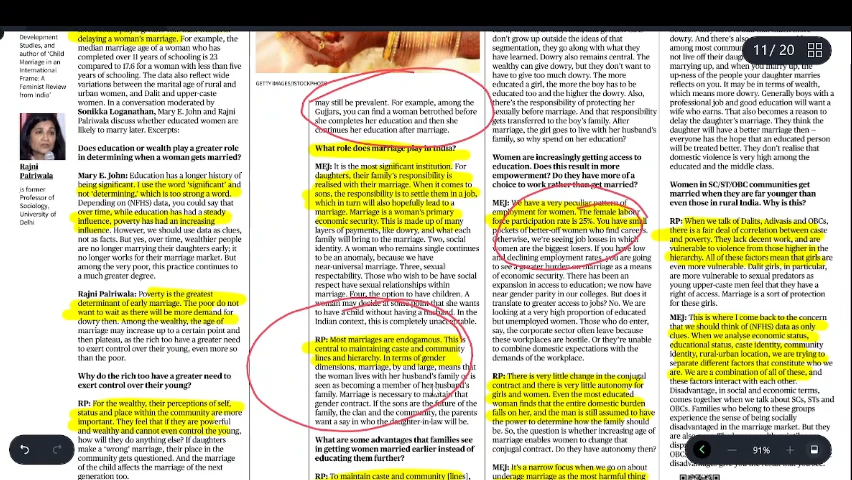 Development
Studies, and
author of 'Child
Marriage in an
International
Frame: A
Feminist Review
from India'
Rajni
Palriwala
is former
Professor of
Sociology,
University of
Delhi
delaying a woman's marriage. For example, the
median marriage age of a woman who has
completed over 11 years of schooling is 23
compared to 17.6 for a woman with less than five
years of schooling. The data also reflect wide
variations between the marital age of rural and
urban women, and Dalit and upper-caste
women. In a conversation moderated by
Sonikka Loganathan, Mary E. John and Rajni
Palriwala discuss whether educated women are
likely to marry later. Excerpts:
Does education or wealth play a greater role
in determining when a woman gets married?
Mary E. John: Education has a longer history of
being significant. I use the word 'significant' and
not 'determining,' which is too strong a word.
Depending on (NFHS) data, you could say that
over time, while education has had a steady
influence, poverty has had an increasing
influence. However, we should use data as clues,
not as facts. But yes, over time, wealthier people
are no longer marrying their daughters early; it
no longer works for their marriage market. But
among the very poor, this practice continues to
a much greater degree.
Rajni Palriwala: Poverty is the greatest
determinant of early marriage. The poor do not
want to wait as there will be more demand for
dowry then. Among the wealthy, the age of
marriage may increase up to a certain point and
then plateau, as the rich too have a greater need
to exert control over their young, even more so
than the poor.
Why do the rich too have a greater need to
exert control over their young?
RP: For the wealthy, their perceptions of self,
status and place within the community are more
important. They feel that if they are powerful
and wealthy and cannot even control the young,
how will they do anything else? If daughters
make a 'wrong' marriage, their place in the
community gets questioned. And the marriage
of the child affects the marriage of the next
generation too.
GETTY IMAGES/ISTOCKPHOTO
may still be prevalent. For example, among the
Gujjars, you can find a woman betrothed before
she completes her education and then she
continues her education after marriage.
What role does marriage play in India?
MEJ: It is the most significant institution. For
daughters, their family's responsibility is
realised with their marriage. When it comes to
sons, the responsibility is to settle them in a job,
which in turn will also hopefully lead to a
marriage. Marriage is a woman's primary
economic security. This is made up of many
layers of payments, like dowry, and what each
family will bring to the marriage. Two, social
identity. A woman who remains single continues
to be an anomaly, because we have
near-universal marriage. Three, sexual
respectability. Those who wish to have social
respect have sexual relationships within
marriage. Four, the option to have children. A
woman may decide at some point that she wants
to have a child without having a husband. In the
Indian context, this is completely unacceptable.
RP: Most marriages are endogamous. This is
central to maintaining caste and community
lines and hierarchy. In terms of gender
dimensions, marriage, by and large, means that
the woman lives with her husband's family or is
seen as becoming a member of her husband's
family. Marriage is necessary to maintain that
gender contract. If the sons are the future of the
family, the clan and the community, the parents
want a say in who the daughter-in-law will be.
What are some advantages that families see
in getting women married earlier instead of
educating them further?
RP: To maintain caste and community [lines],
don't grow up outside the ideas of that
segmentation, they go along with what they
have learned. Dowry also remains central. The
wealthy can give dowry, but they don't want to
have to give too much dowry. The more
educated a girl, the more the boy has to be
educated too and the higher the dowry. Also,
there's the responsibility of protecting her
sexuality before marriage. And that responsibility
gets transferred to the boy's family. After
marriage, the girl goes to live with her husband's
family, so why spend on her education?
Women are increasingly getting access to
education. Does this result in more
empowerment? Do they have more of a
choice to work rather than get married?
MEJ: We have a very peculiar pattern of
employment for women. The female labour
force participation rate is 25%. You have small
pockets of better-off women who find careers.
Otherwise, we're seeing job losses in which
women are the biggest losers. If you have low
and declining employment rates, you are going
to see a greater burden on marriage as a means
of economic security. There has been an
expansion in access to education; we now have
near gender parity in our colleges. But does it
translate to greater access to jobs? No. We are
looking at a very high proportion of educated
but unemployed women. Those who do enter,
say, the corporate sector often leave because
these workplaces are hostile. Or they're unable
to combine domestic expectations with the
demands of the workplace.
RP: There is very little change in the conjugal
contract and there is very little autonomy for
girls and women. Even the most educated
woman finds that the entire domestic burden
falls on her, and the man is still assumed to have
the power to determine how the family should
be. So, the question is whether increasing age of
marriage enables women to change that
conjugal contract. Do they have autonomy then?
MEJ: It's a narrow focus when we go on about
underage marriage as the most harmful thing
dowry. And there's also
among most commun
not live off their daug
marrying up, and when you marry up, the
up-ness of the people your daughter marries
reflects on you. It may be in terms of wealth,
which means more dowry. Generally boys with a
professional job and good education will want a
wife who earns. That also becomes a reason to
delay a daughter's marriage. They think the
daughter will have a better marriage then —
everyone has the hope that an educated person
will be treated better. They don't realise that
domestic violence is very high among the
educated and the middle class.
Women in SC/ST/OBC communities get
married when they are far younger than
even those in rural India. Why is this?
RP: When we talk of Dalits, Adivasis and OBCs,
there is a fair deal of correlation between caste
and poverty. They lack decent work, and are
vulnerable to violence from those higher in the
hierarchy. All of these factors mean that girls are
even more vulnerable. Dalit girls, in particular,
are more vulnerable to sexual predators as
young upper-caste men feel that they have a
right of access. Marriage is a sort of protection
for these girls.
MEJ: This is where I come back to the concern
that we should think of (NFHS) data as only
clues. When we analyse economic status,
educational status, caste identity, community
identity, rural-urban location, we are trying to
separate different factors that constitute who we
are. We are a combination of all of these, and
these factors interact with each other.
Disadvantage, in social and economic terms,
comes together when we talk about SCs, STs and
OBCs. Families who belong to these groups
experience the sense of being socially
disadvantaged in the marriage market. But they
are
disadvantage
11/20
91%